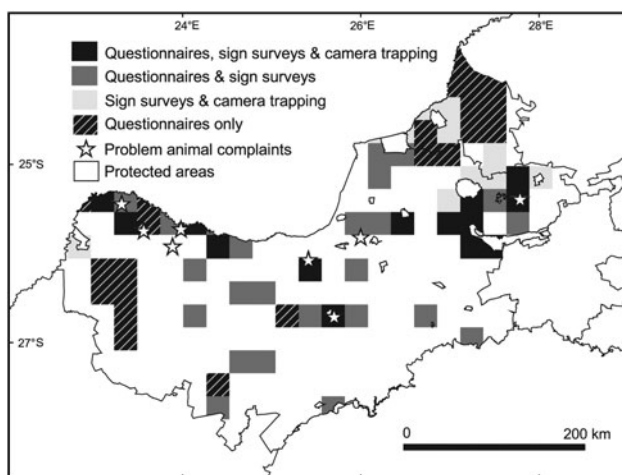 24°E 26°E 28°E
Questionnaires, sign surveys & camera trapping
Questionnaires & sign surveys
Sign surveys & camera trapping
Questionnaires only
Problem animal complaints
Protected areas
25°S
27°S
0 200 km